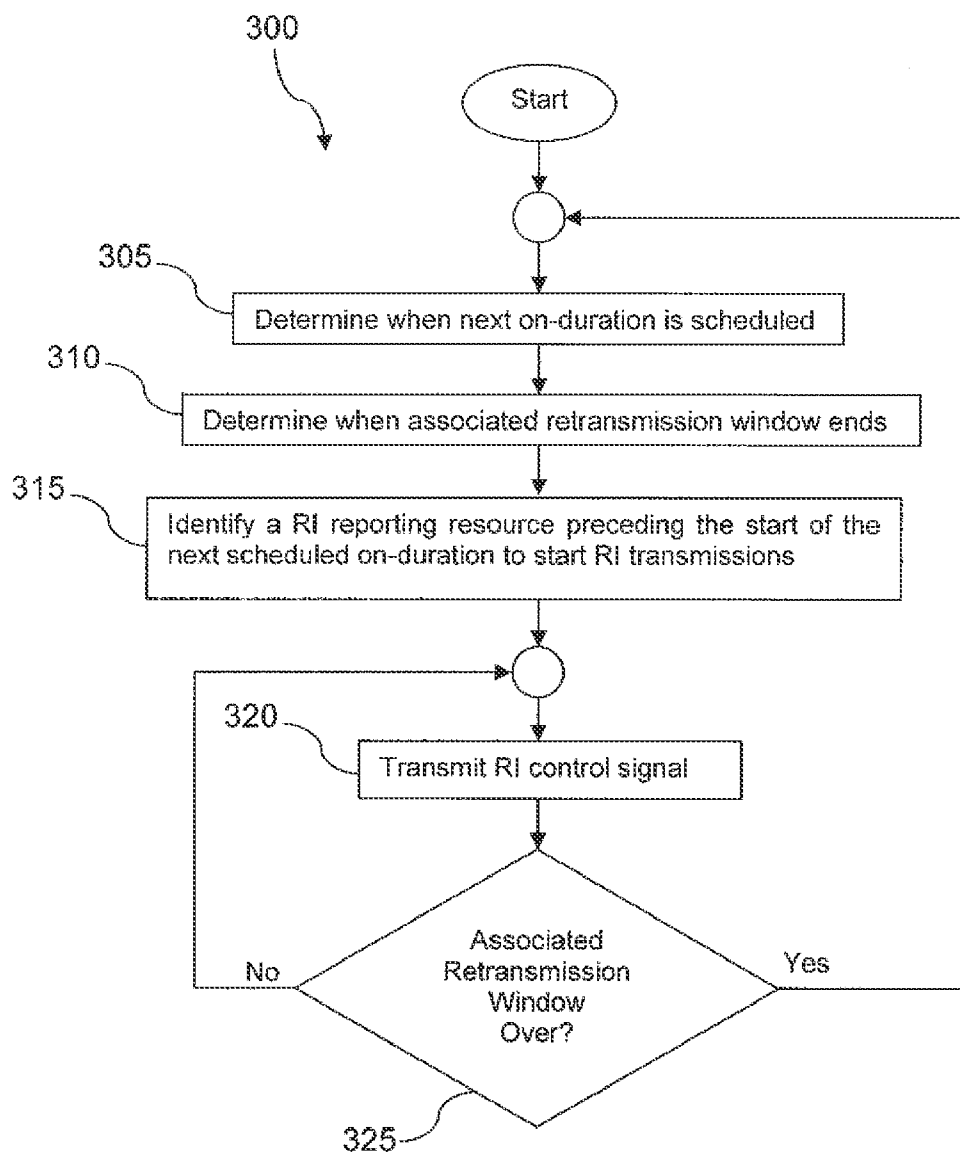 300
Start
305
Determine when next on-duration is scheduled
310
Determine when associated retransmission window ends
315
Identify a RI reporting resource preceding the start of the
next scheduled on-duration to start RI transmissions
320
Transmit RI control signal
Associated
Retransmission
Window
Over?
No
Yes
325